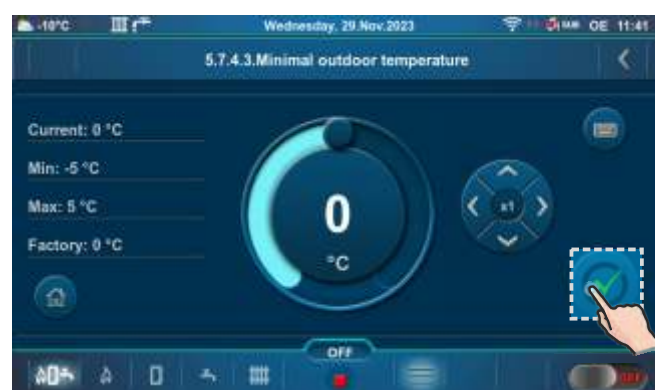 -10°C Wednesday, 29.Nov.2023 OE 11:41
5.7.4.3.Minimal outdoor temperature
Current: 0 °C
Min: -5 °C
Max: 5 °C
Factory: 0 °C
0
°C
x1
OFF
OFF